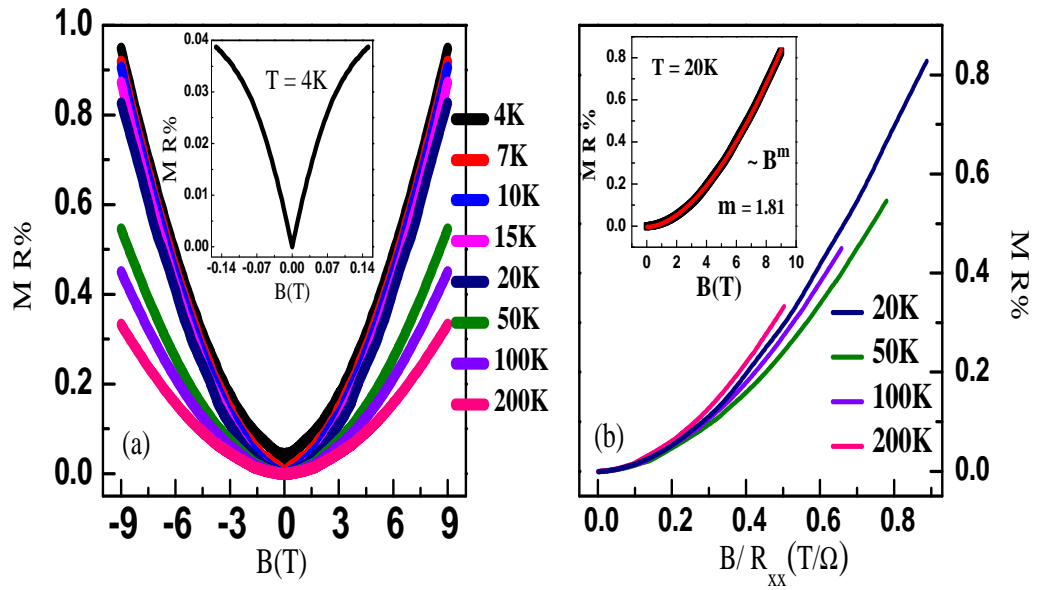 M R%
1.0
0.8
0.6
0.4
0.2
0.0
-9
-6
-3
0
3
6
9
B(T)
(a)
M R%
0.04
0.03
0.02
0.01
0.00
-0.14
-0.07
0.00
0.07
0.14
B(T)
T = 4K
4K
7K
10K
15K
20K
50K
100K
200K
M R%
0.8
0.6
0.4
0.2
0.0
0
2
4
6
8
10
B(T)
T = 20K
~ B^m
m = 1.81
20K
50K
100K
200K
(b)
0.0
0.2
0.4
0.6
0.8
B/ R_xx (T/Ω)
0.8
0.6
0.4
0.2
0.0
M R%